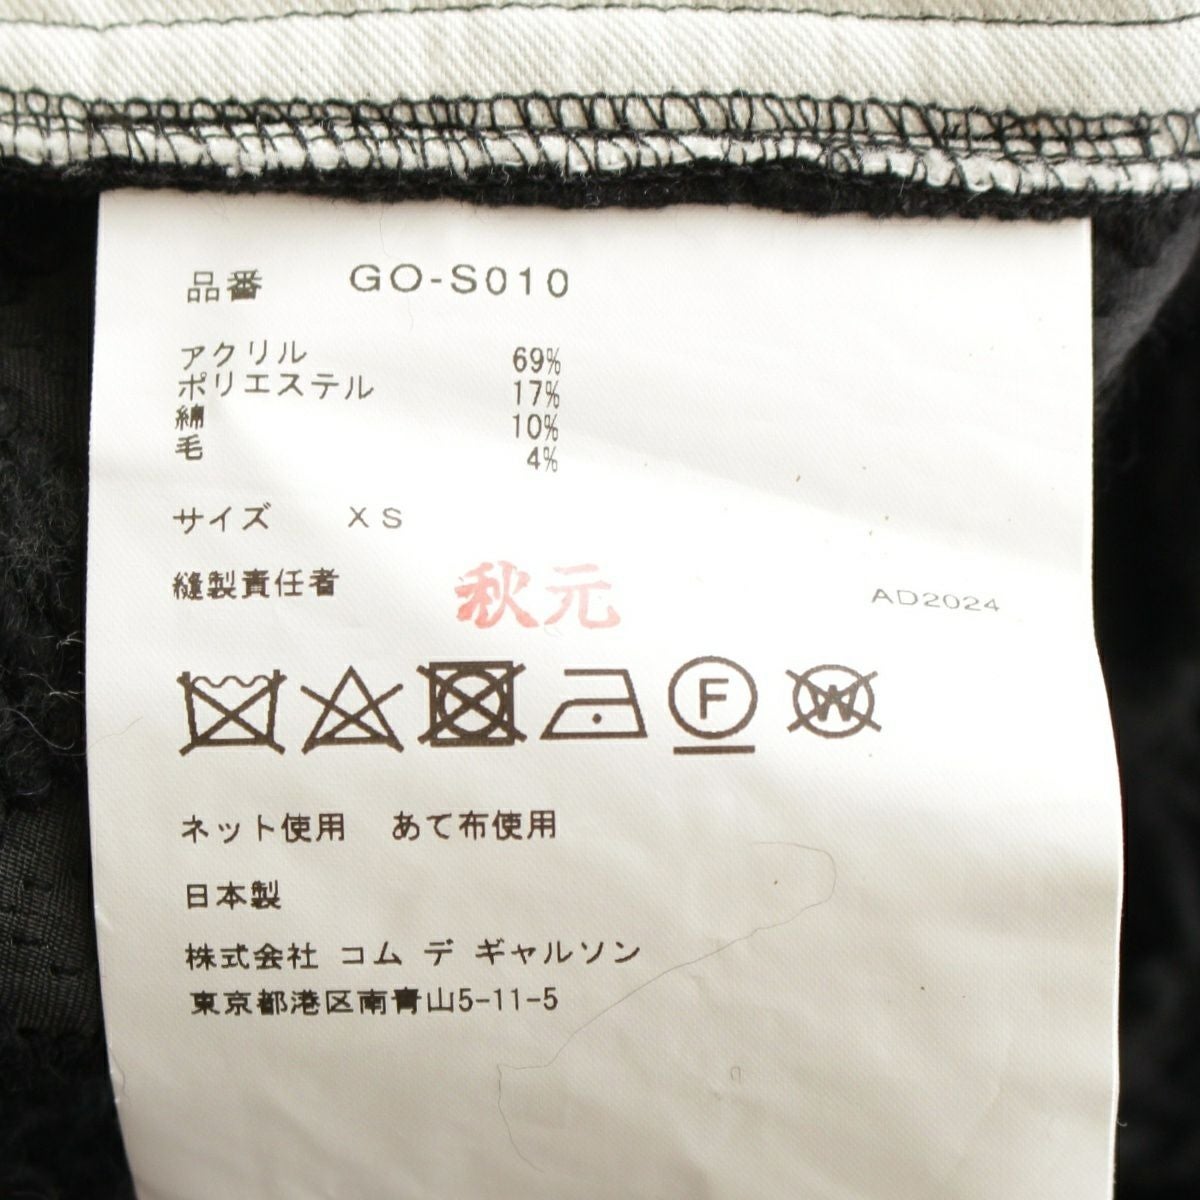 品番 GO-S010
アクリル 69%
ポリエステル 17%
綿 10%
毛 4%
サイズ XS
縫製責任者 秋元 AD2024
F W
ネット使用 あて布使用
日本製
株式会社 コム デ ギャルソン
東京都港区南青山5-11-5